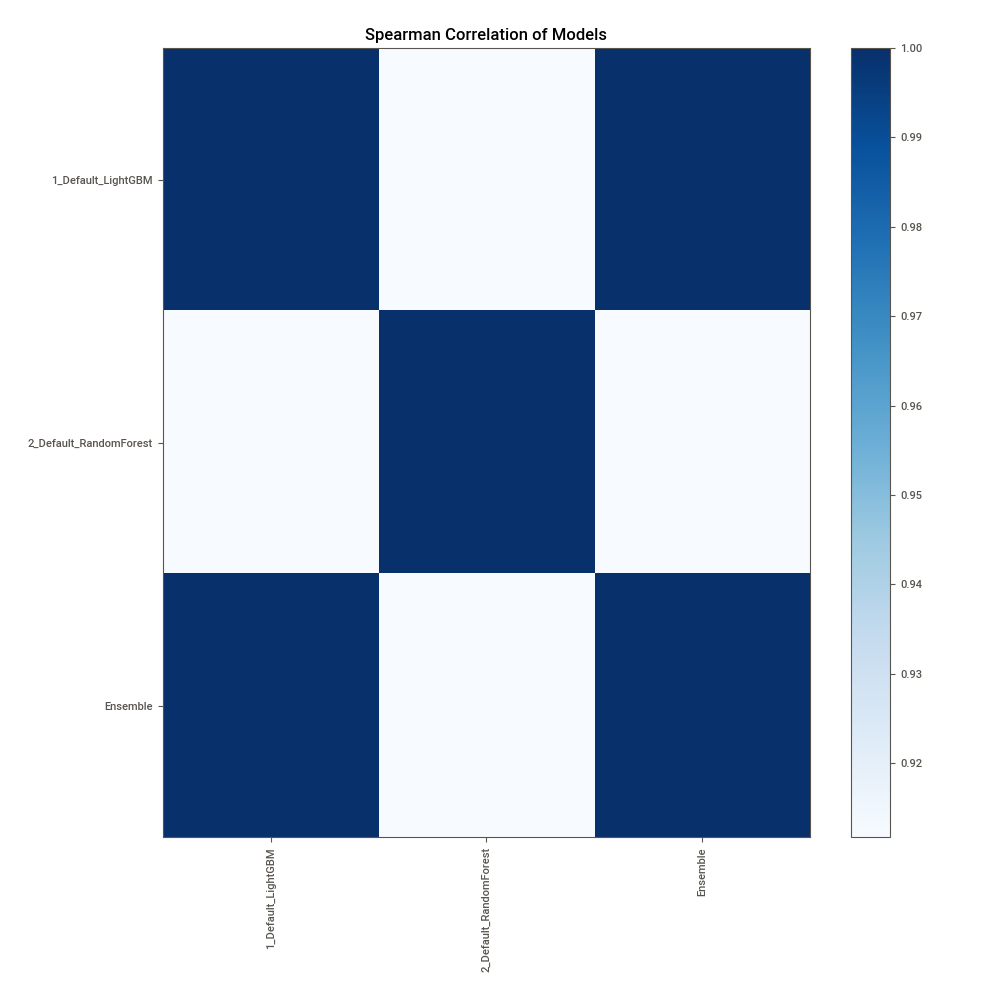 Spearman Correlation of Models
1_Default_LightGBM
2_Default_RandomForest
Ensemble
1_Default_LightGBM
2_Default_RandomForest
Ensemble
1.00
0.99
0.98
0.97
0.96
0.95
0.94
0.93
0.92